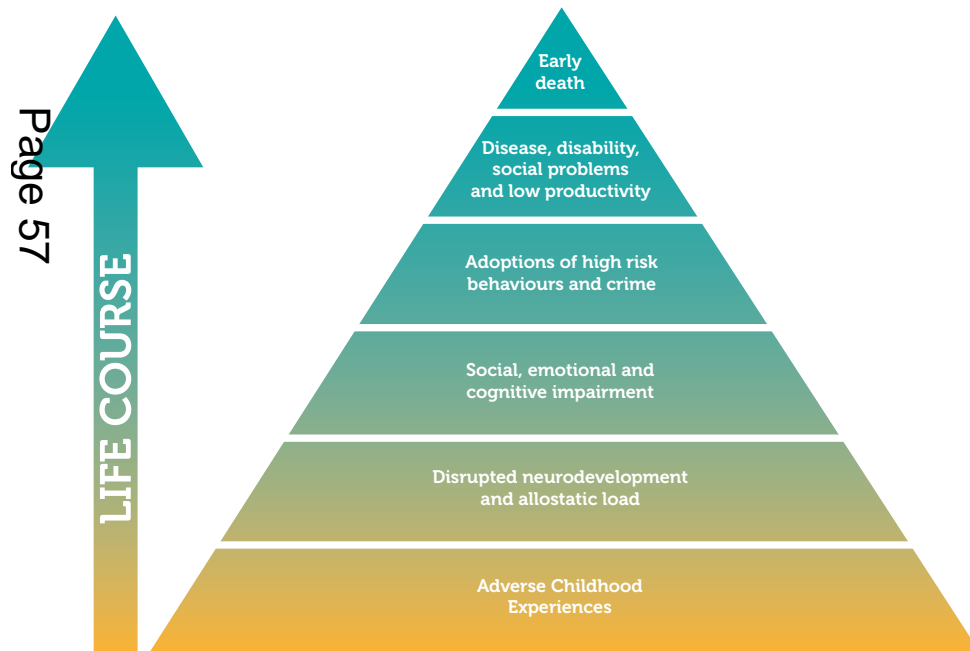 Page 57
LIFE COURSE
Early
death
Disease, disability,
social problems
and low productivity
Adoptions of high risk
behaviours and crime
Social, emotional and
cognitive impairment
Disrupted neurodevelopment
and allostatic load
Adverse Childhood
Experiences